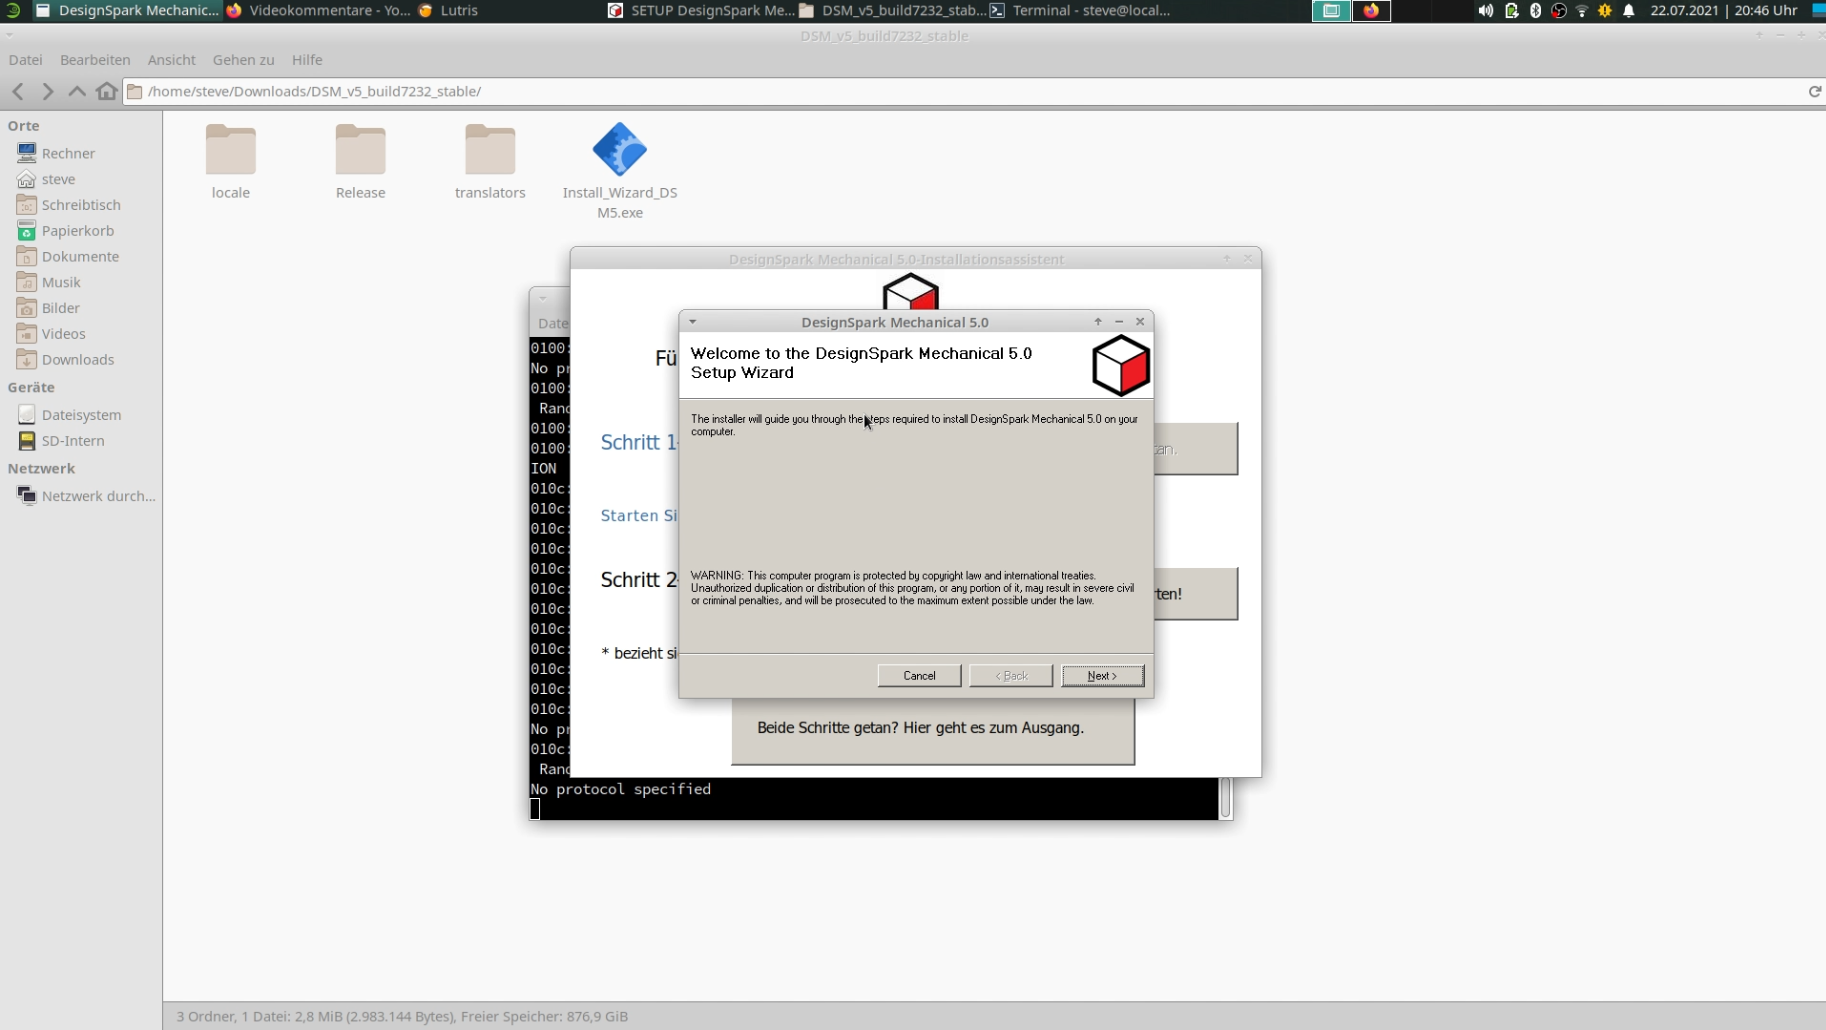 DesignSpark Mechanic...
Videokommentare - Yo...
Lutris
SETUP DesignSpark Me...
DSM_v5_build7232_stab...
Terminal - steve@local...
22.07.2021 | 20:46 Uhr
DSM_v5_build7232_stable
Datei Bearbeiten Ansicht Gehen zu Hilfe
/home/steve/Downloads/DSM_v5_build7232_stable/
Orte
Rechner
steve
Schreibtisch
Papierkorb
Dokumente
Musik
Bilder
Videos
Downloads
Geräte
Dateisystem
SD-Intern
Netzwerk
Netzwerk durch...
locale
Release
translators
Install_Wizard_DS
M5.exe
DesignSpark Mechanical 5.0-Installationsassistent
Date
Fü
Schritt 1-
an.
Starten Si
Schritt 2-
rten!
* bezieht si
Beide Schritte getan? Hier geht es zum Ausgang.
DesignSpark Mechanical 5.0
Welcome to the DesignSpark Mechanical 5.0
Setup Wizard
The installer will guide you through the steps required to install DesignSpark Mechanical 5.0 on your
computer.
WARNING: This computer program is protected by copyright law and international treaties.
Unauthorized duplication or distribution of this program, or any portion of it, may result in severe civil
or criminal penalties, and will be prosecuted to the maximum extent possible under the law.
Cancel
< Back
Next >
0100:
No pr
0100:
Rand
0100:
0100:
ION
010c:
010c:
010c:
010c:
010c:
010c:
010c:
010c:
010c:
010c:
010c:
010c:
No pr
010c:
Rand
No protocol specified
3 Ordner, 1 Datei: 2,8 MiB (2.983.144 Bytes), Freier Speicher: 876,9 GiB